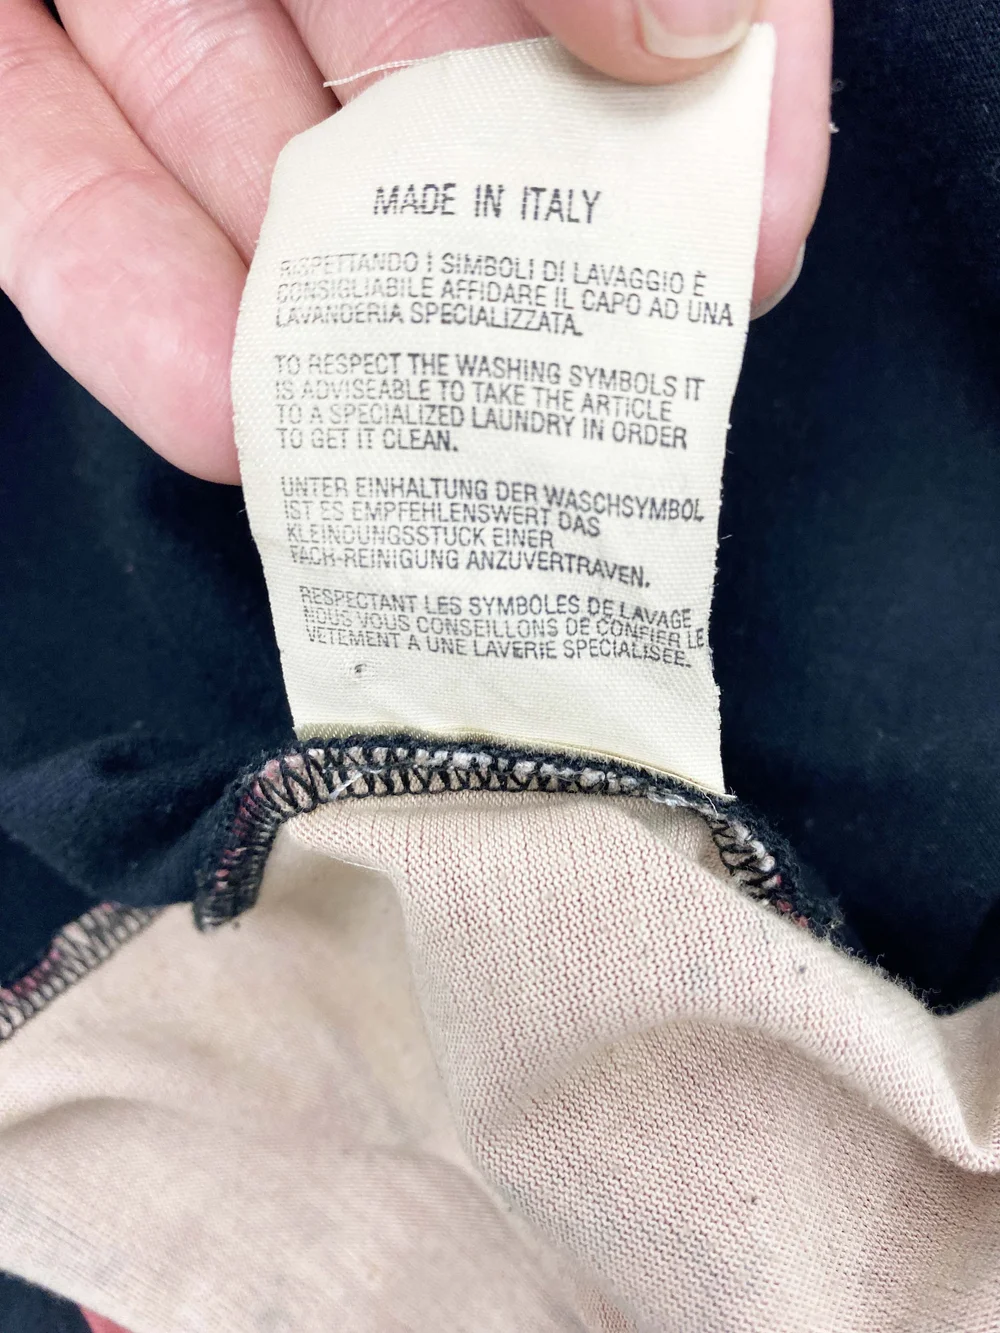 MADE IN ITALY
RISPETTANDO I SIMBOLI DI LAVAGGIO È
CONSIGLIABILE AFFIDARE IL CAPO AD UNA
LAVANDERIA SPECIALIZZATA.
TO RESPECT THE WASHING SYMBOLS IT
IS ADVISEABLE TO TAKE THE ARTICLE
TO A SPECIALIZED LAUNDRY IN ORDER
TO GET IT CLEAN.
UNTER EINHALTUNG DER WASCHSYMBOL
IST ES EMPFEHLENSWERT DAS
KLEINDUNGSSTUCK EINER
FACH-REINIGUNG ANZUVERTRAVEN.
RESPECTANT LES SYMBOLES DE LAVAGE
NOUS VOUS CONSEILLONS DE CONFIER LE
VETEMENT A UNE LAVERIE SPECIALISEE.